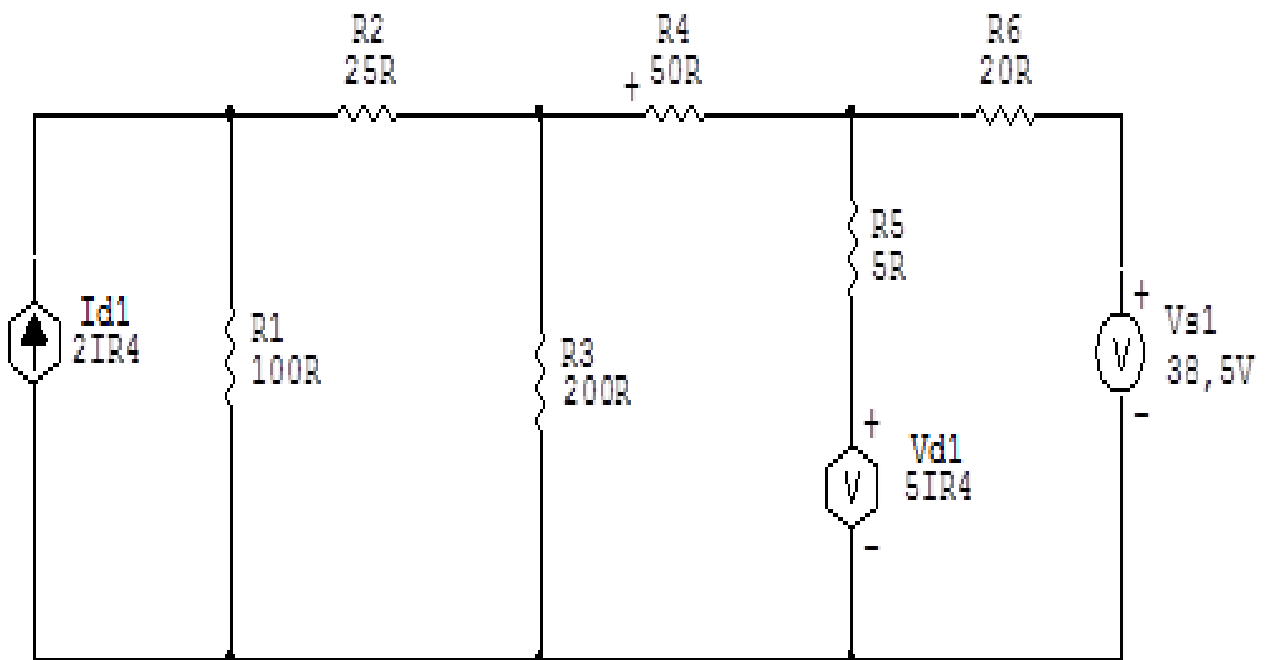 R2
25R
R4
+ 50R
R6
20R
R5
5R
Id1
2IR4
R1
100R
R3
200R
+
Vs1
V
38,5V
-
+
Vd1
V
5IR4
-